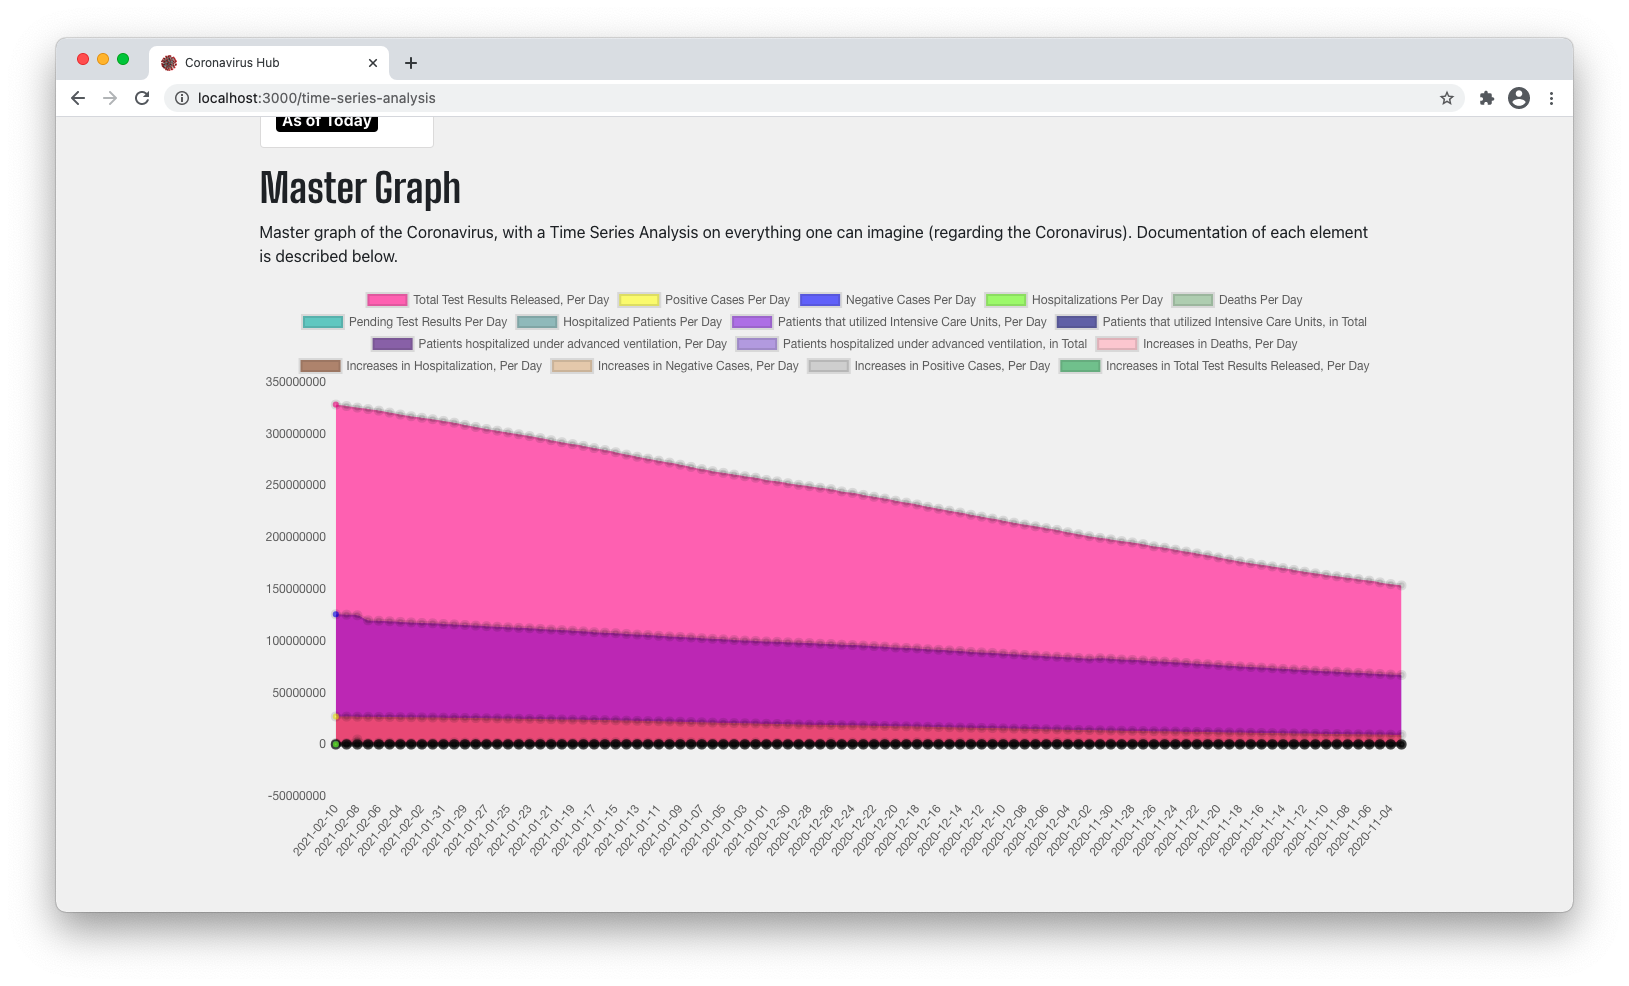 Coronavirus Hub
localhost:3000/time-series-analysis
As of Today
Master Graph
Master graph of the Coronavirus, with a Time Series Analysis on everything one can imagine (regarding the Coronavirus). Documentation of each element
is described below.
Total Test Results Released, Per Day Positive Cases Per Day Negative Cases Per Day Hospitalizations Per Day Deaths Per Day
Pending Test Results Per Day Hospitalized Patients Per Day Patients that utilized Intensive Care Units, Per Day Patients that utilized Intensive Care Units, in Total
Patients hospitalized under advanced ventilation, Per Day Patients hospitalized under advanced ventilation, in Total Increases in Deaths, Per Day
Increases in Hospitalization, Per Day Increases in Negative Cases, Per Day Increases in Positive Cases, Per Day Increases in Total Test Results Released, Per Day
350000000
300000000
250000000
200000000
150000000
100000000
50000000
0
-50000000
2021-02-10 2021-02-08 2021-02-06 2021-02-04 2021-02-02 2021-01-31 2021-01-29 2021-01-27 2021-01-25 2021-01-23 2021-01-21 2021-01-19 2021-01-17 2021-01-15 2021-01-13 2021-01-11 2021-01-09 2021-01-07 2021-01-05 2021-01-03 2021-01-01 2020-12-30 2020-12-28 2020-12-26 2020-12-24 2020-12-22 2020-12-20 2020-12-18 2020-12-16 2020-12-14 2020-12-12 2020-12-10 2020-12-08 2020-12-06 2020-12-04 2020-12-02 2020-11-30 2020-11-28 2020-11-26 2020-11-24 2020-11-22 2020-11-20 2020-11-18 2020-11-16 2020-11-14 2020-11-12 2020-11-10 2020-11-08 2020-11-06 2020-11-04